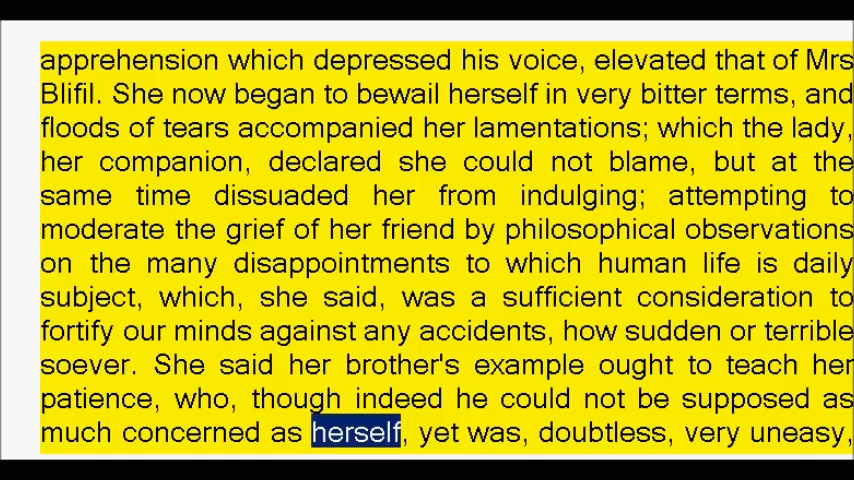 apprehension which depressed his voice, elevated that of Mrs
Blifil. She now began to bewail herself in very bitter terms, and
floods of tears accompanied her lamentations; which the lady,
her companion, declared she could not blame, but at the
same time dissuaded her from indulging; attempting to
moderate the grief of her friend by philosophical observations
on the many disappointments to which human life is daily
subject, which, she said, was a sufficient consideration to
fortify our minds against any accidents, how sudden or terrible
soever. She said her brother's example ought to teach her
patience, who, though indeed he could not be supposed as
much concerned as herself, yet was, doubtless, very uneasy,